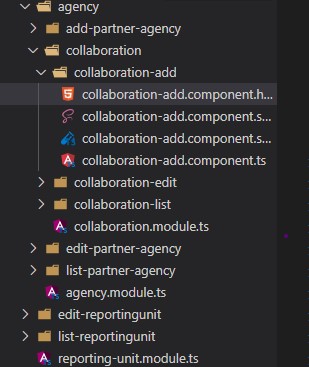 agency
add-partner-agency
collaboration
collaboration-add
collaboration-add.component.h...
collaboration-add.component.s...
collaboration-add.component.s...
collaboration-add.component.ts
collaboration-edit
collaboration-list
collaboration.module.ts
edit-partner-agency
list-partner-agency
agency.module.ts
edit-reportingunit
list-reportingunit
reporting-unit.module.ts